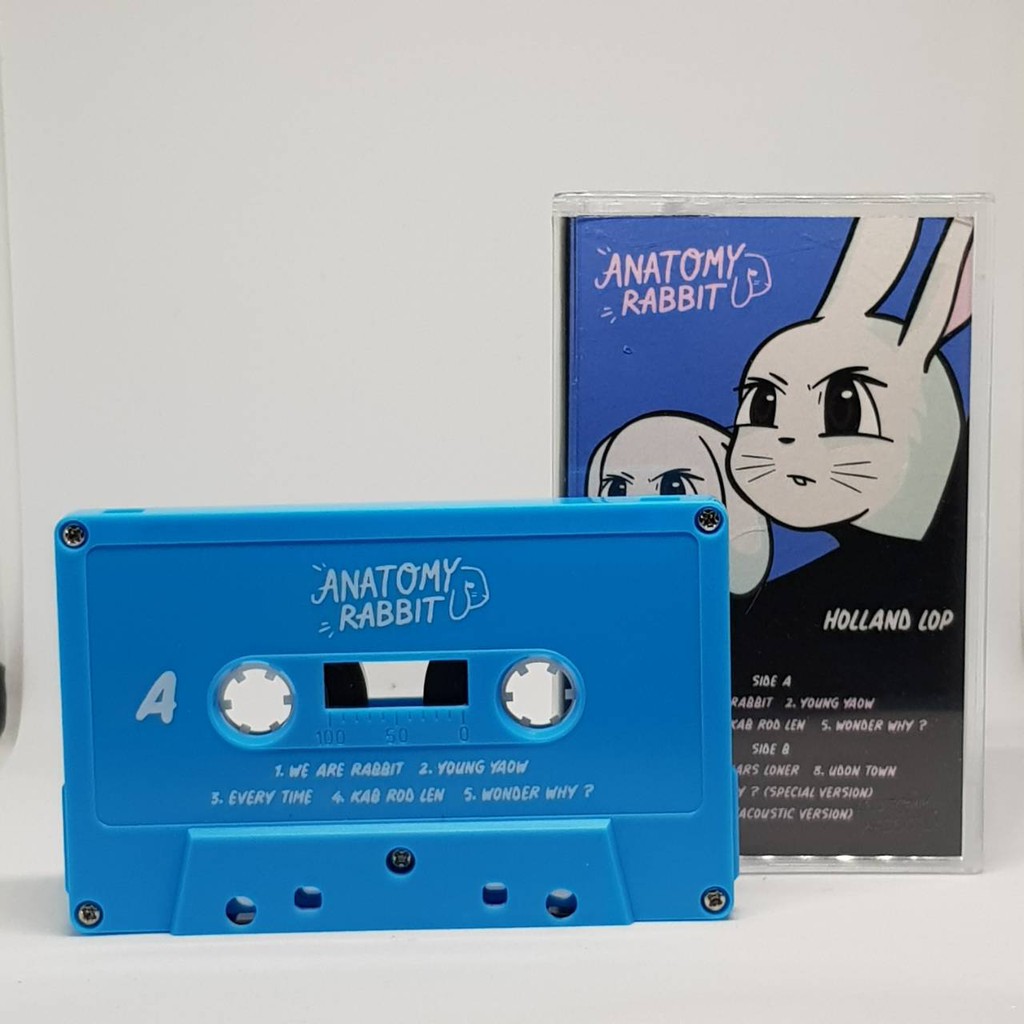 ANATOMY
RABBIT
A
100 50 0
1. WE ARE RABBIT 2. YOUNG YAOW
3. EVERY TIME 4. KAB ROD LEN 5. WONDER WHY ?
ANATOMY
RABBIT
HOLLAND LOP
SIDE A
RABBIT 2. YOUNG YAOW
KAB ROD LEN 5. WONDER WHY ?
SIDE B
LONER 8. UDON TOWN
? (SPECIAL VERSION)
ACOUSTIC VERSION)